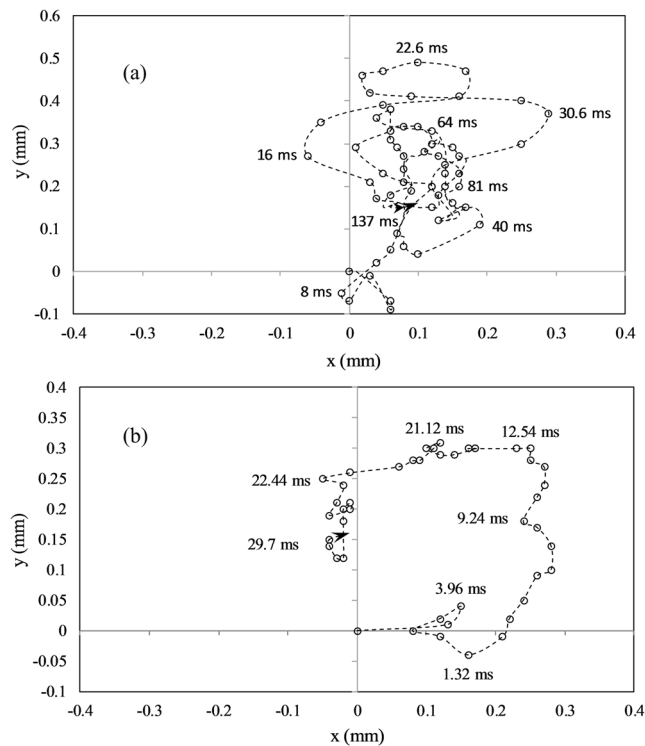 0.6
(a)
22.6 ms
0.5
0.4
30.6 ms
64 ms
y (mm)
0.3
16 ms
0.2
81 ms
137 ms
40 ms
0.1
0
8 ms
-0.1
-0.4 -0.3 -0.2 -0.1 0 0.1 0.2 0.3 0.4
x (mm)
0.4
(b)
21.12 ms 12.54 ms
0.35
0.3
22.44 ms
0.25
0.2
9.24 ms
y (mm)
0.15
29.7 ms
0.1
3.96 ms
0.05
0
-0.05
1.32 ms
-0.1
-0.4 -0.3 -0.2 -0.1 0 0.1 0.2 0.3 0.4
x (mm)